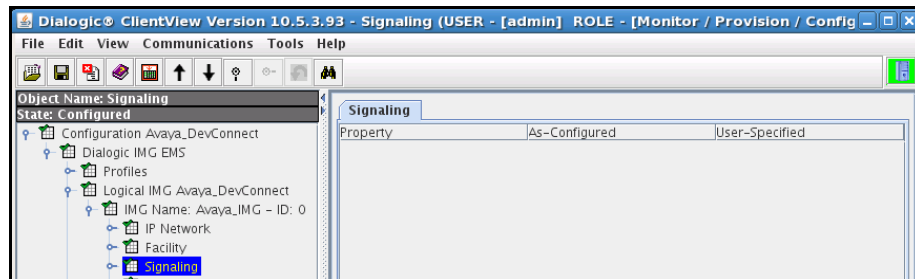 Dialogic® ClientView Version 10.5.3.93 - Signaling (USER - [admin] ROLE - [Monitor / Provision / Config
File Edit View Communications Tools Help
Object Name: Signaling
State: Configured
Configuration Avaya_DevConnect
Dialogic IMG EMS
Profiles
Logical IMG Avaya_DevConnect
IMG Name: Avaya_IMG - ID: 0
IP Network
Facility
Signaling
Signaling
Property As-Configured User-Specified